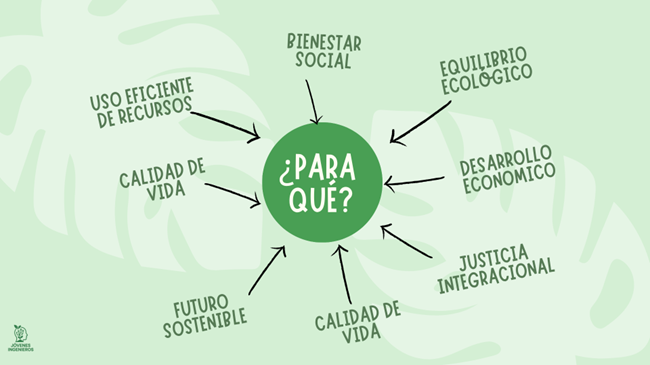 BIENESTAR
SOCIAL
EQUILIBRIO
ECOLÓGICO
USO EFICIENTE
DE RECURSOS
¿PARA
QUÉ?
DESARROLLO
ECONOMICO
CALIDAD DE
VIDA
JUSTICIA
INTEGRACIONAL
FUTURO
SOSTENIBLE
CALIDAD DE
VIDA
JÓVENES
INGENIEROS